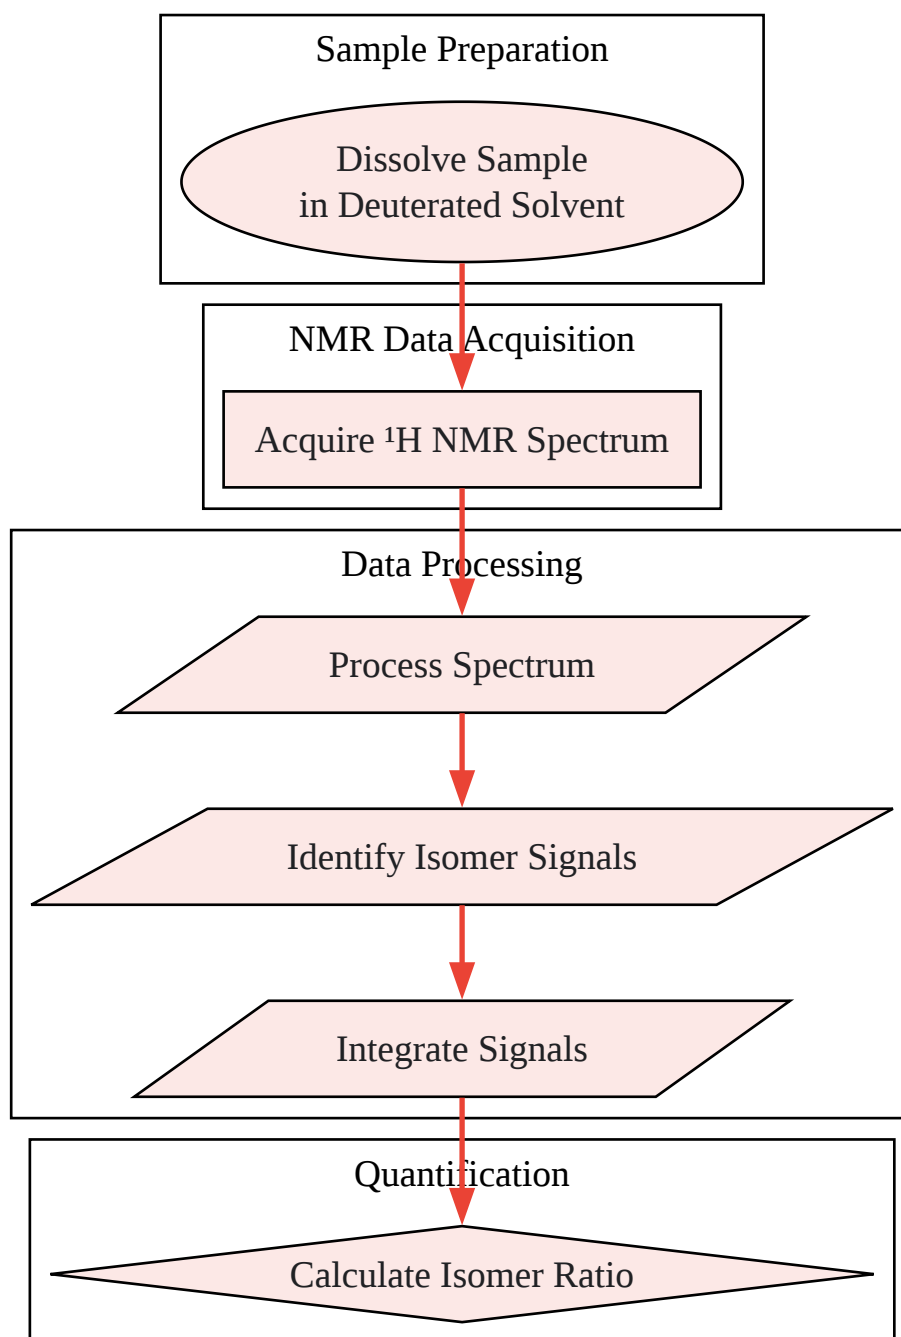 Sample Preparation
Dissolve Sample
in Deuterated Solvent
NMR Data Acquisition
Acquire ¹H NMR Spectrum
Data Processing
Process Spectrum
Identify Isomer Signals
Integrate Signals
Quantification
Calculate Isomer Ratio